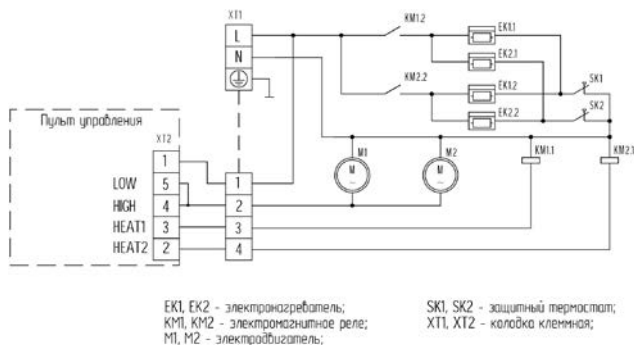 XT1
L
N
KM1.2
EK1.1
EK2.1
KM2.2
EK1.2
EK2.2
SK1
SK2
Пульт управления
XT2
1
LOW 5
HIGH 4
HEAT1 3
HEAT2 2
1
2
3
4
M1
M
~
M2
M
~
KM1.1
KM2.1
EK1, EK2 - электронагреватель;
KM1, KM2 - электромагнитное реле;
M1, M2 - электродвигатель;
SK1, SK2 - защитный термостат;
XT1, XT2 - колодка клеммная;